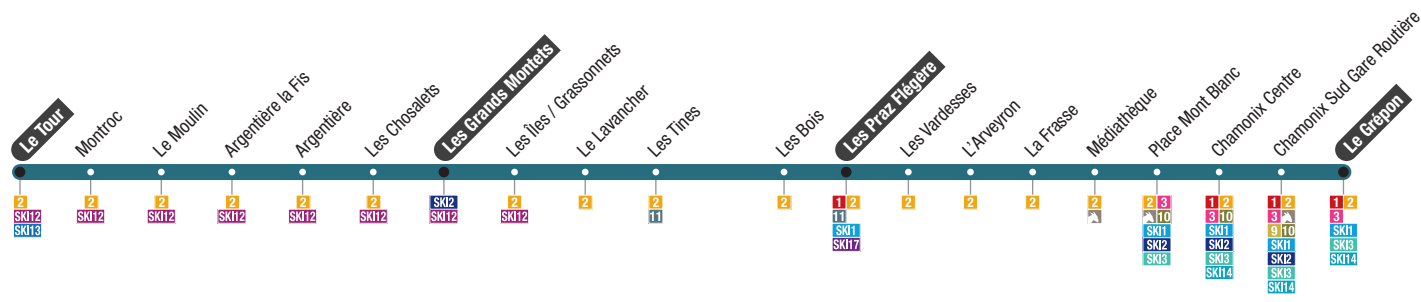 Le Tour
Montroc
Le Moulin
Argentière la Fis
Argentière
Les Chosalets
Les Grands Montets
Les Îles / Grassonnets
Le Lavancher
Les Tines
Les Bois
Les Praz Flégère
Les Vardesses
L'Arveyron
La Frasse
Médiathèque
Place Mont Blanc
Chamonix Centre
Chamonix Sud Gare Routière
Le Grépon
2
SKI12
SKI13
2
SKI12
2
SKI12
2
SKI12
2
SKI12
2
SKI12
SKI2
SKI12
2
SKI12
2
2
11
2
1 2
11
SKI1
SKI17
2
2
2
2
2 3
10
SKI1
SKI2
SKI3
1 2
3 10
SKI1
SKI2
SKI3
SKI14
1 2
3
9 10
SKI1
SKI2
SKI3
SKI14
1 2
3
SKI1
SKI3
SKI14